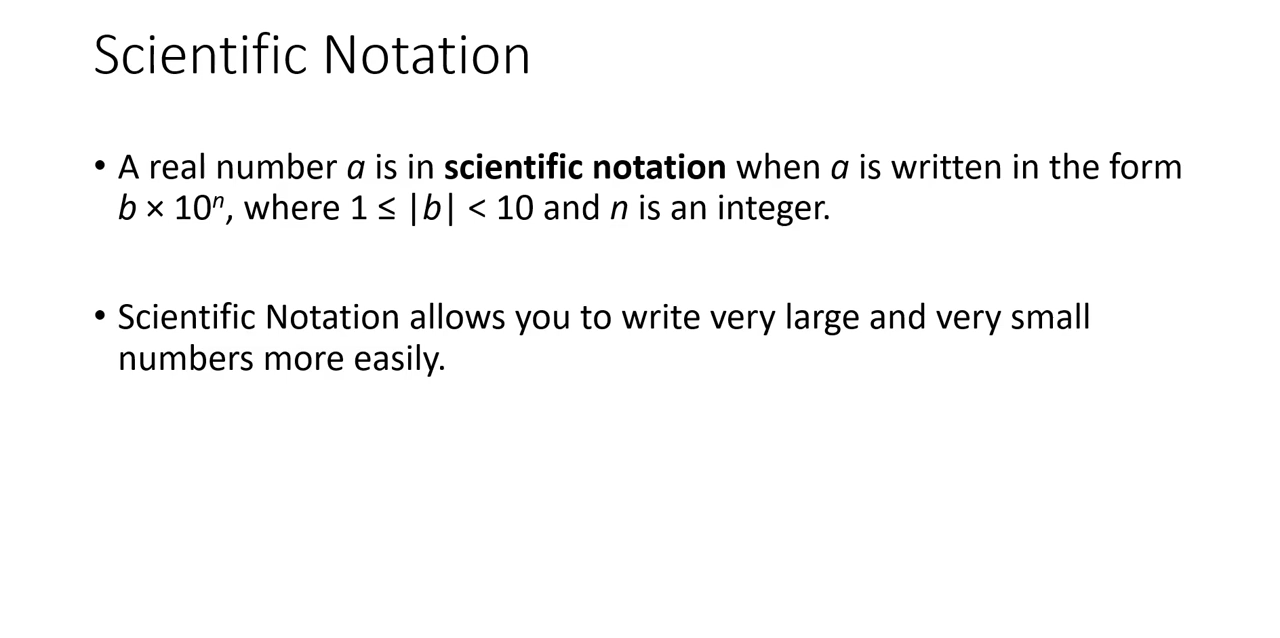 Scientific Notation
• A real number a is in scientific notation when a is written in the form
b × 10ⁿ, where 1 ≤ |b| < 10 and n is an integer.
• Scientific Notation allows you to write very large and very small
numbers more easily.